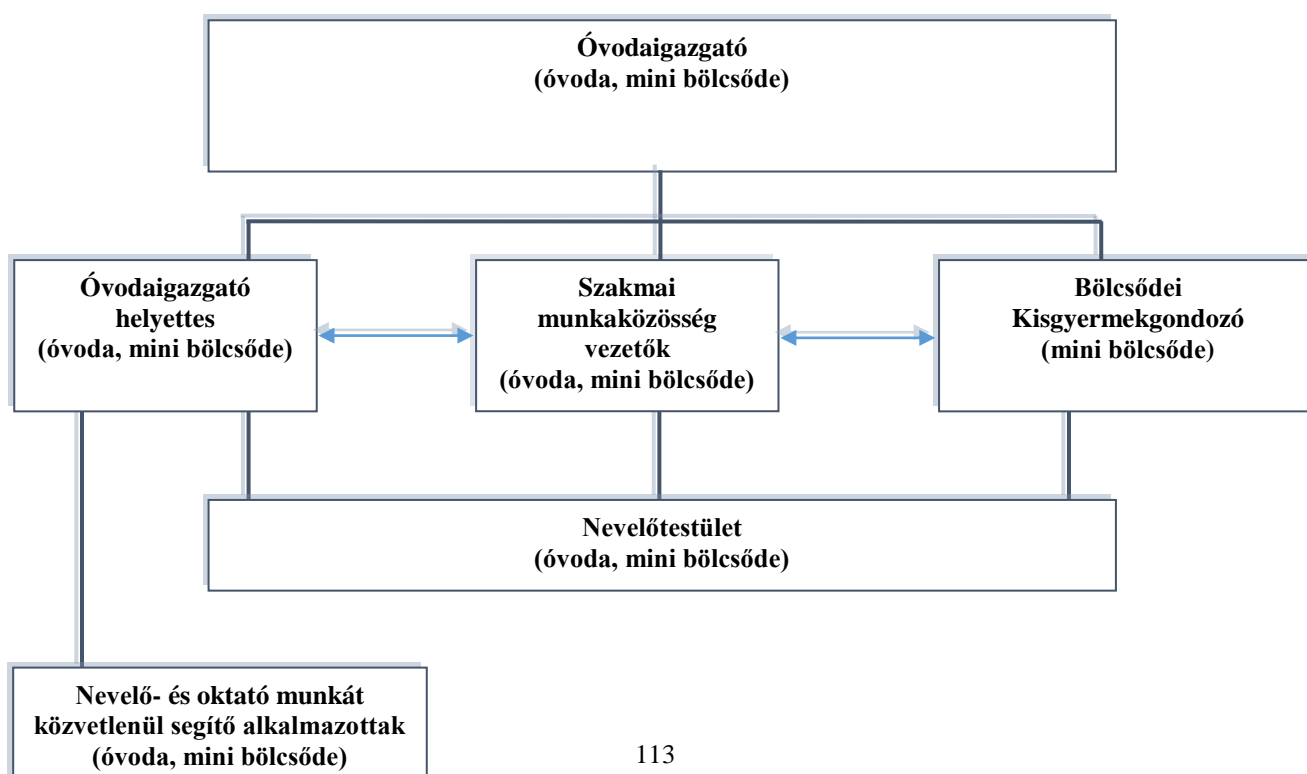 Óvodaigazgató
(óvoda, mini bölcsőde)
Óvodaigazgató
helyettes
(óvoda, mini bölcsőde)
Szakmai
munkaközösség
vezetők
(óvoda, mini bölcsőde)
Bölcsődei
Kisgyermekgondozó
(mini bölcsőde)
Nevelőtestület
(óvoda, mini bölcsőde)
Nevelő- és oktató munkát
közvetlenül segítő alkalmazottak
(óvoda, mini bölcsőde)
113